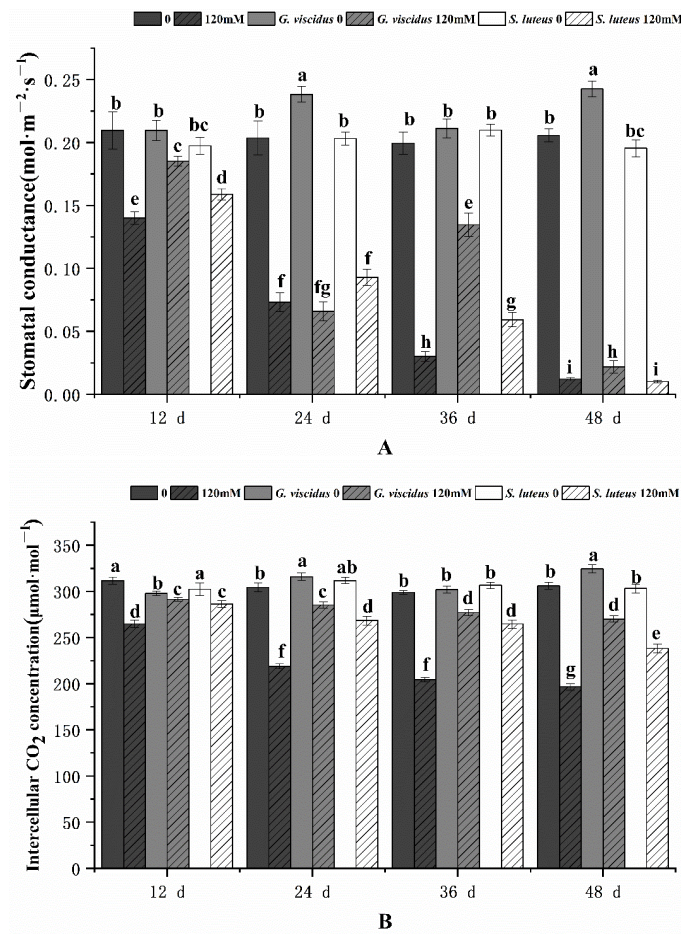 0 120mM G. viscidus 0 G. viscidus 120mM S. luteus 0 S. luteus 120mM
Stomatal conductance(mol·m⁻²·s⁻¹)
0.25
0.20
0.15
0.10
0.05
0.00
b e b c bc d
b f a fg b f
b h b e b g
b i a h bc i
12 d 24 d 36 d 48 d
A
0 120mM G. viscidus 0 G. viscidus 120mM S. luteus 0 S. luteus 120mM
Intercellular CO₂ concentration(μmol·mol⁻¹)
350
300
250
200
150
100
50
0
a d b c b c
b f a c ab d
b f b d b d
b g a d b e
12 d 24 d 36 d 48 d
B